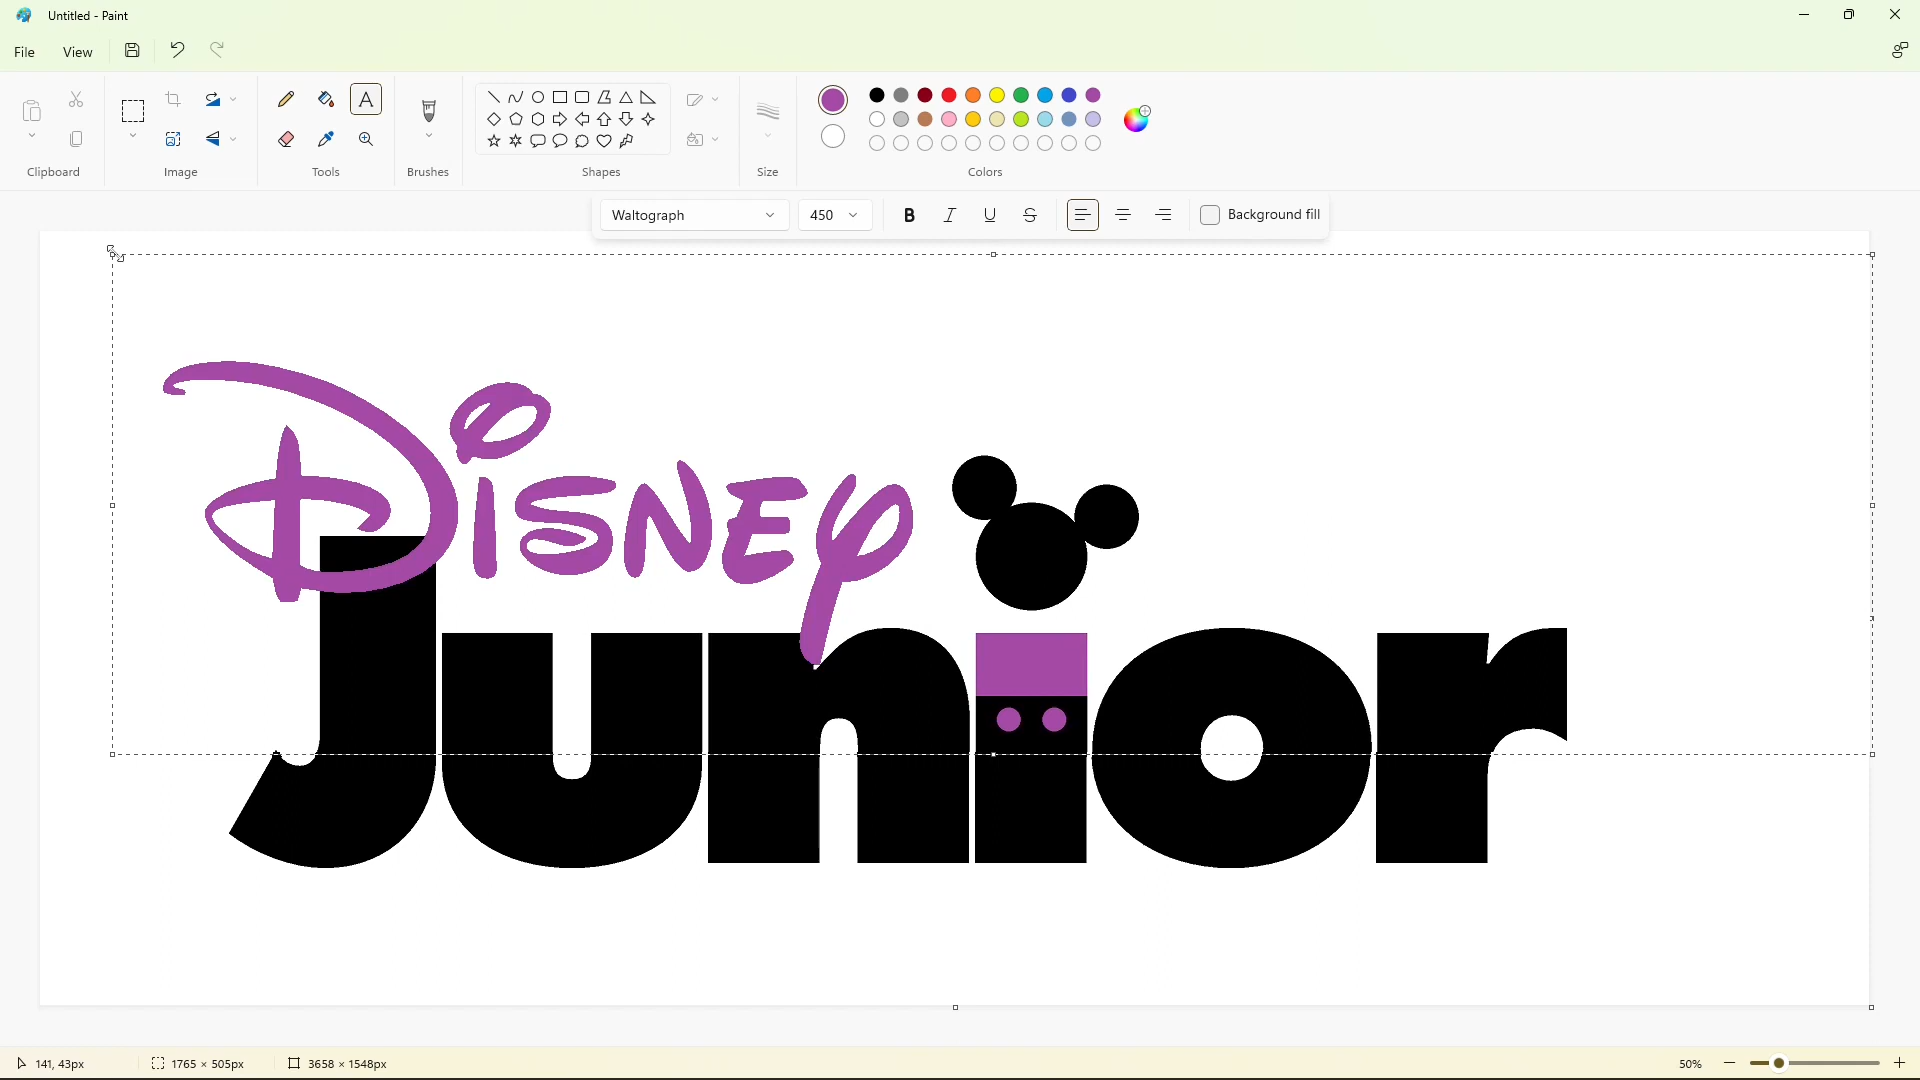 Untitled - Paint
File View
A
Clipboard Image Tools Brushes Shapes Size Colors
Waltograph 450 B I U S Background fill
Disney
Junior
141, 43px 1765 × 505px 3658 × 1548px 50%